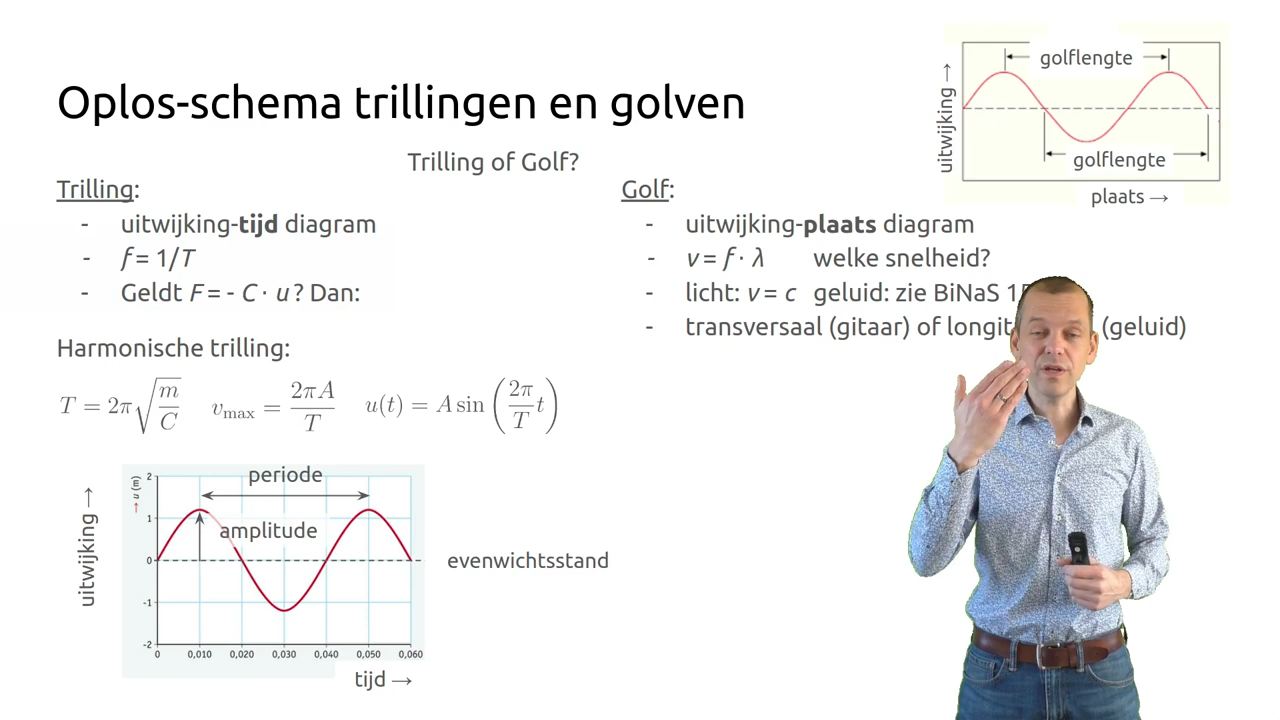 Oplos-schema trillingen en golven
Trilling of Golf?
Trilling:
- uitwijking-tijd diagram
- f = 1/T
- Geldt F = - C · u ? Dan:
Harmonische trilling:
T = 2π√(m/C) v_max = 2πA/T u(t) = A sin(2π/T t)
uitwijking →
→ u (m)
periode
amplitude
2
1
0
-1
-2
0 0,010 0,020 0,030 0,040 0,050 0,060
tijd →
evenwichtsstand
Golf:
- uitwijking-plaats diagram
- v = f · λ welke snelheid?
- licht: v = c geluid: zie BiNaS
- transversaal (gitaar) of (geluid)
uitwijking →
golflengte
golflengte
plaats →